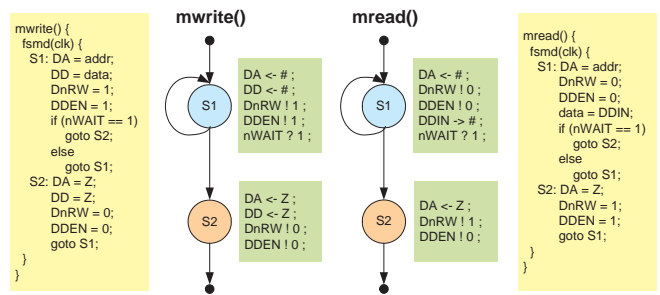 mwrite() {
fsmd(clk) {
S1: DA = addr;
DD = data;
DnRW = 1;
DDEN = 1;
if (nWAIT == 1)
goto S2;
else
goto S1;
S2: DA = Z;
DD = Z;
DnRW = 0;
DDEN = 0;
goto S1;
}
}
mwrite()
S1
DA <- # ;
DD <- # ;
DnRW ! 1 ;
DDEN ! 1 ;
nWAIT ? 1 ;
S2
DA <- Z ;
DD <- Z ;
DnRW ! 0 ;
DDEN ! 0 ;
mread()
S1
DA <- # ;
DnRW ! 0 ;
DDEN ! 0 ;
DDIN -> # ;
nWAIT ? 1 ;
S2
DA <- Z ;
DnRW ! 1 ;
DDEN ! 0 ;
mread() {
fsmd(clk) {
S1: DA = addr;
DnRW = 0;
DDEN = 0;
data = DDIN;
if (nWAIT == 1)
goto S2;
else
goto S1;
S2: DA = Z;
DnRW = 1;
DDEN = 1;
goto S1;
}
}